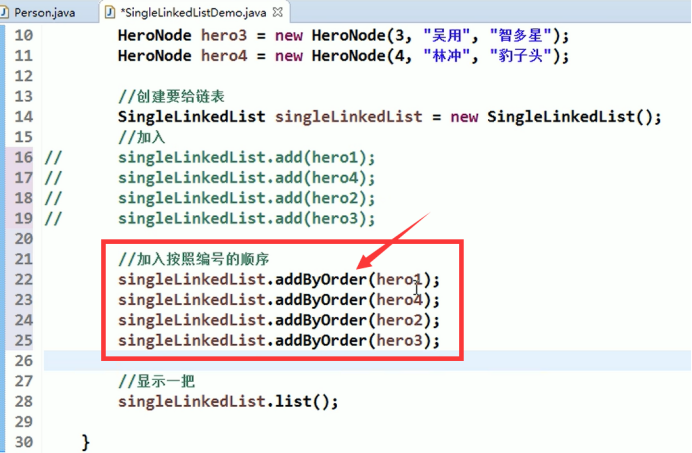 Person.java *SingleLinkedListDemo.java
10 HeroNode hero3 = new HeroNode(3, "吴用", "智多星");
11 HeroNode hero4 = new HeroNode(4, "林冲", "豹子头");
12
13 //创建要给链表
14 SingleLinkedList singleLinkedList = new SingleLinkedList();
15 //加入
16 // singleLinkedList.add(hero1);
17 // singleLinkedList.add(hero4);
18 // singleLinkedList.add(hero2);
19 // singleLinkedList.add(hero3);
20
21 //加入按照编号的顺序
22 singleLinkedList.addByOrder(hero1);
23 singleLinkedList.addByOrder(hero4);
24 singleLinkedList.addByOrder(hero2);
25 singleLinkedList.addByOrder(hero3);
26
27 //显示一把
28 singleLinkedList.list();
29
30 }